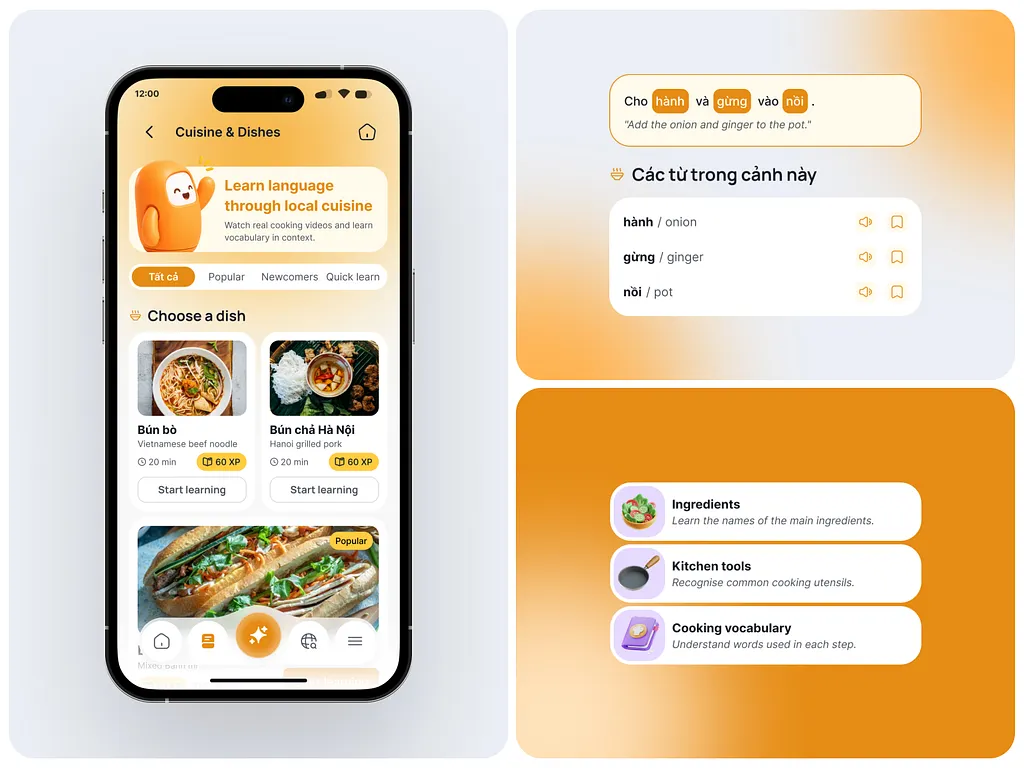 12:00
Cuisine & Dishes
Learn language
through local cuisine
Watch real cooking videos and learn
vocabulary in context.
Tất cả Popular Newcomers Quick learn
Choose a dish
Bún bò
Vietnamese beef noodle
20 min 60 XP
Start learning
Bún chả Hà Nội
Hanoi grilled pork
20 min 60 XP
Start learning
Popular
Mixed Banh mi
Cho hành và gừng vào nồi .
"Add the onion and ginger to the pot."
Các từ trong cảnh này
hành / onion
gừng / ginger
nồi / pot
Ingredients
Learn the names of the main ingredients.
Kitchen tools
Recognise common cooking utensils.
Cooking vocabulary
Understand words used in each step.